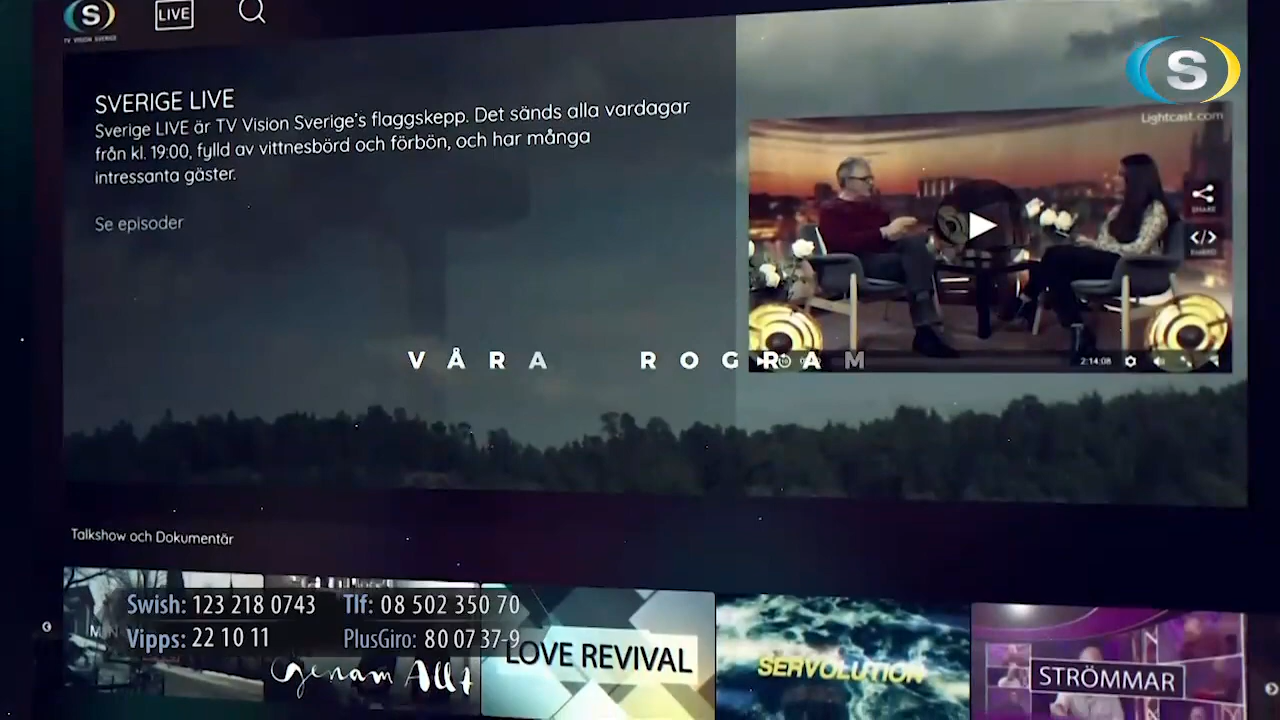 S
TV VISION SVERIGE
LIVE
S
SVERIGE LIVE
Sverige LIVE är TV Vision Sverige's flaggskepp. Det sänds alla vardagar
från kl. 19:00, fylld av vittnesbörd och förbön, och har många
intressanta gäster.
Se episoder
Lightcast.com
SHARE
EMBED
2:14:08
VÅRA ROGRAM
Talkshow och Dokumentär
Swish: 123 218 0743 Tlf: 08 502 350 70
Vipps: 22 10 11 PlusGiro: 80 07 37-9
Genom Allt
LOVE REVIVAL
SERVOLUTION
STRÖMMAR